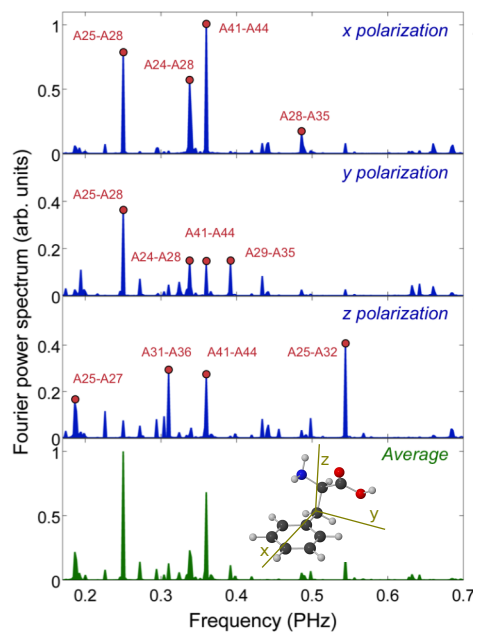 x polarization
A41-A44
A25-A28
A24-A28
A28-A35
1
0.5
0
y polarization
A25-A28
A41-A44
A24-A28
A29-A35
0.4
0.2
0
z polarization
A31-A36
A41-A44
A25-A32
A25-A27
0.4
0.2
0
Average
z
y
x
1
0.5
0
0.2 0.3 0.4 0.5 0.6 0.7
Frequency (PHz)
Fourier power spectrum (arb. units)